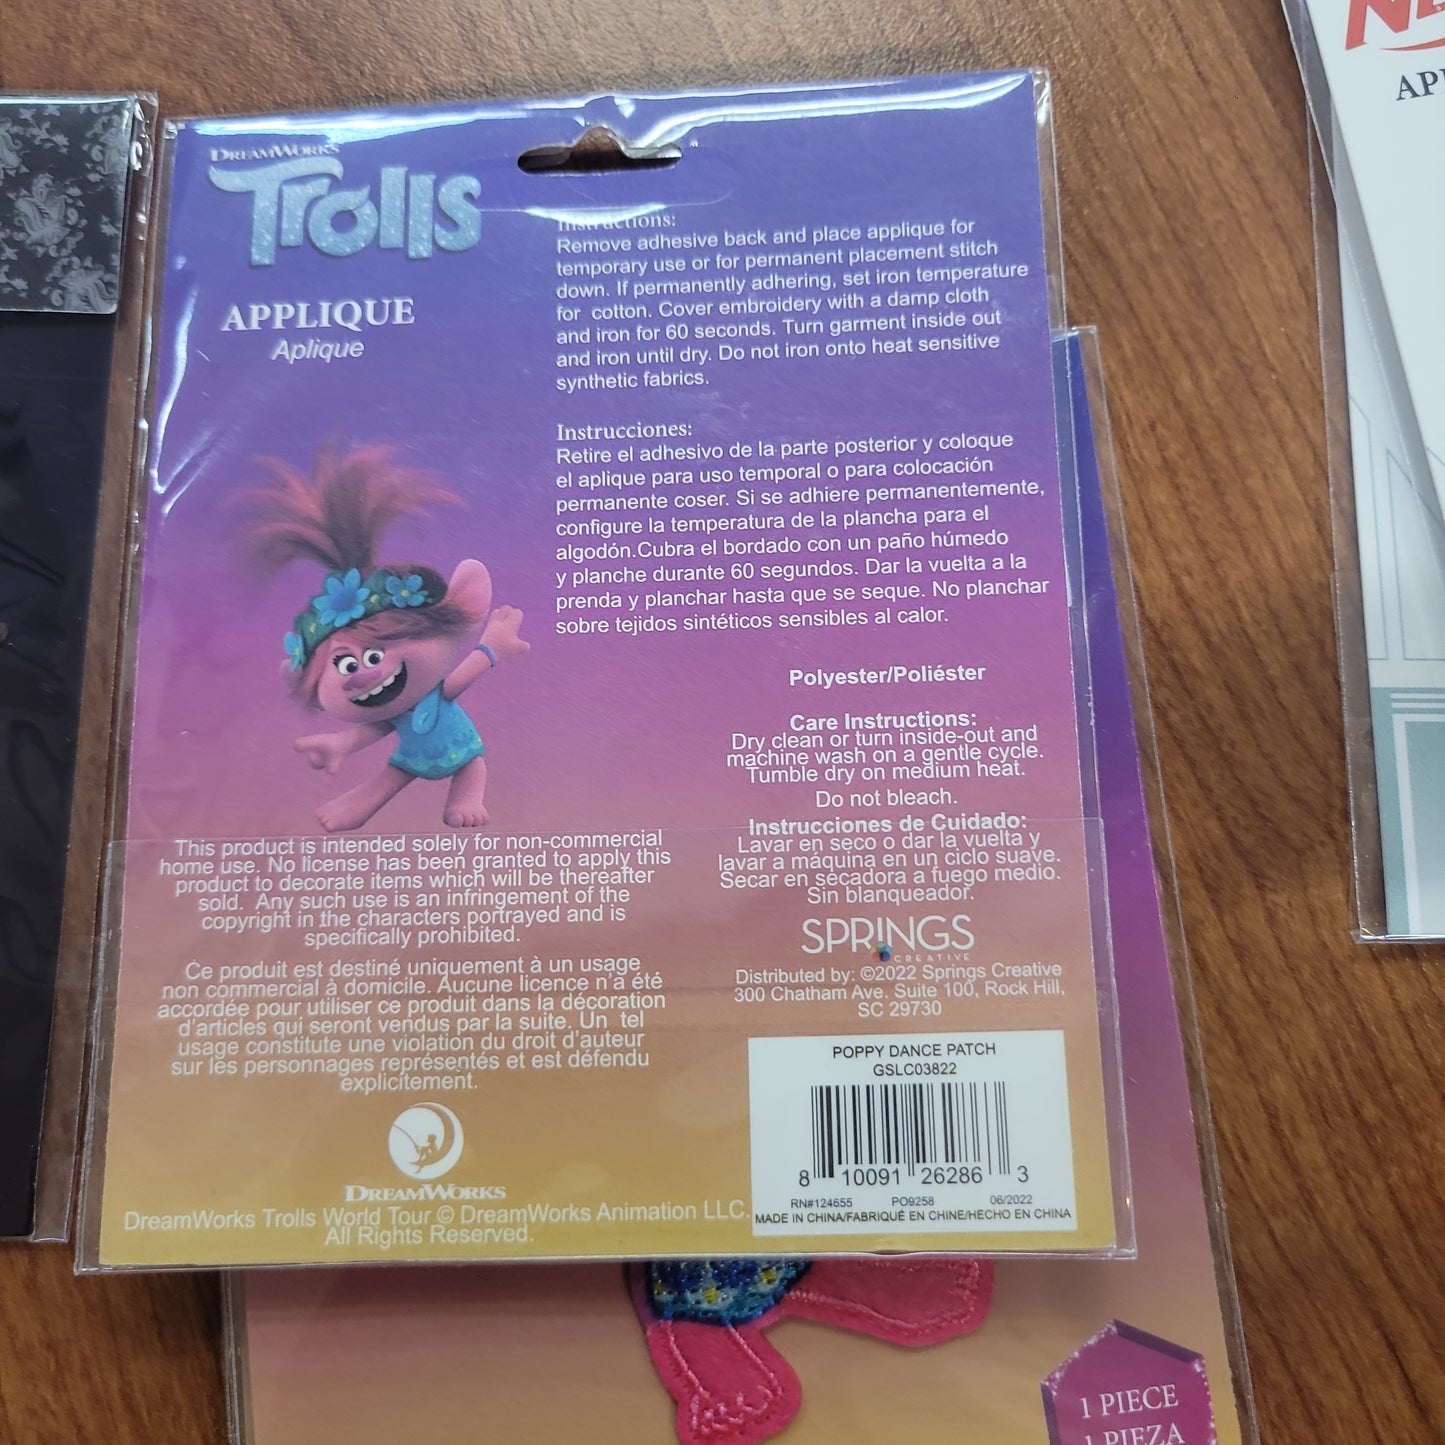 DREAMWORKS
Trolls
APPLIQUE
Aplique
Instructions:
Remove adhesive back and place applique for
temporary use or for permanent placement stitch
down. If permanently adhering, set iron temperature
for cotton. Cover embroidery with a damp cloth
and iron for 60 seconds. Turn garment inside out
and iron until dry. Do not iron onto heat sensitive
synthetic fabrics.
Instrucciones:
Retire el adhesivo de la parte posterior y coloque
el aplique para uso temporal o para colocación
permanente coser. Si se adhiere permanentemente,
configure la temperatura de la plancha para el
algodón.Cubra el bordado con un paño húmedo
y planche durante 60 segundos. Dar la vuelta a la
prenda y planchar hasta que se seque. No planchar
sobre tejidos sintéticos sensibles al calor.
Polyester/Poliéster
Care Instructions:
Dry clean or turn inside-out and
machine wash on a gentle cycle.
Tumble dry on medium heat.
Do not bleach.
Instrucciones de Cuidado:
Lavar en seco o dar la vuelta y
lavar a máquina en un ciclo suave.
Secar en secadora a fuego medio.
Sin blanqueador.
SPRINGS
CREATIVE
Distributed by: ©2022 Springs Creative
300 Chatham Ave. Suite 100, Rock Hill,
SC 29730
This product is intended solely for non-commercial
home use. No license has been granted to apply this
product to decorate items which will be thereafter
sold. Any such use is an infringement of the
copyright in the characters portrayed and is
specifically prohibited.
Ce produit est destiné uniquement à un usage
non commercial à domicile. Aucune licence n'a été
accordée pour utiliser ce produit dans la décoration
d'articles qui seront vendus par la suite. Un tel
usage constitute une violation du droit d'auteur
sur les personnages représentés et est défendu
explicitement.
DREAMWORKS
DreamWorks Trolls World Tour © DreamWorks Animation LLC.
All Rights Reserved.
POPPY DANCE PATCH
GSLC03822
8 10091 26286 3
RN#124655 PO9258 06/2022
MADE IN CHINA/FABRIQUÉ EN CHINE/HECHO EN CHINA
1 PIECE
1 PIEZA